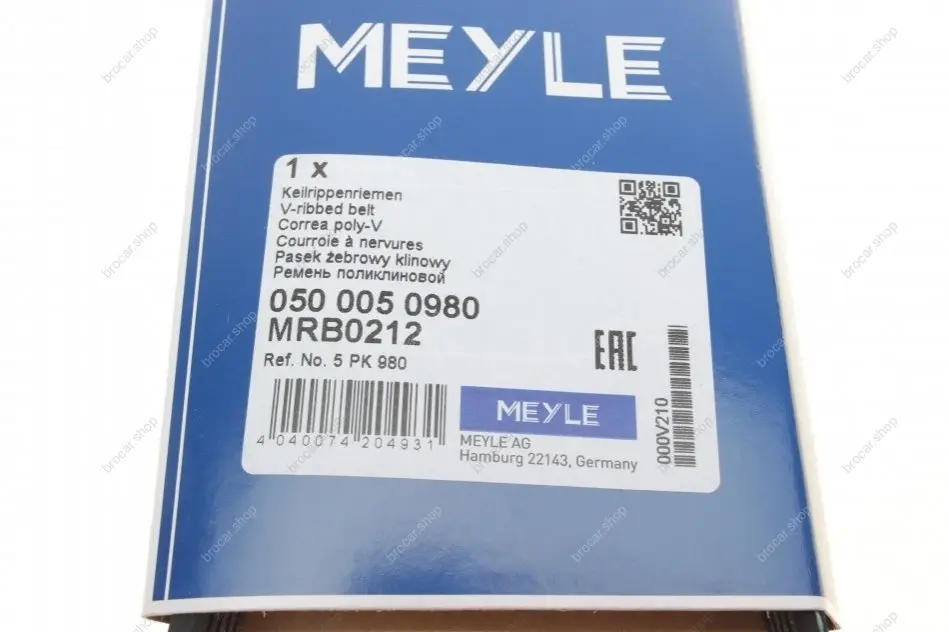 MEYLE
1 x
Keilrippenriemen
V-ribbed belt
Correa poly-V
Courroie à nervures
Pasek żebrowy klinowy
Ремень поликлиновой
050 005 0980
MRB0212
Ref. No. 5 PK 980
EAC
4 040074 204931
MEYLE
MEYLE AG
Hamburg 22143, Germany
000V210
brocar.shop